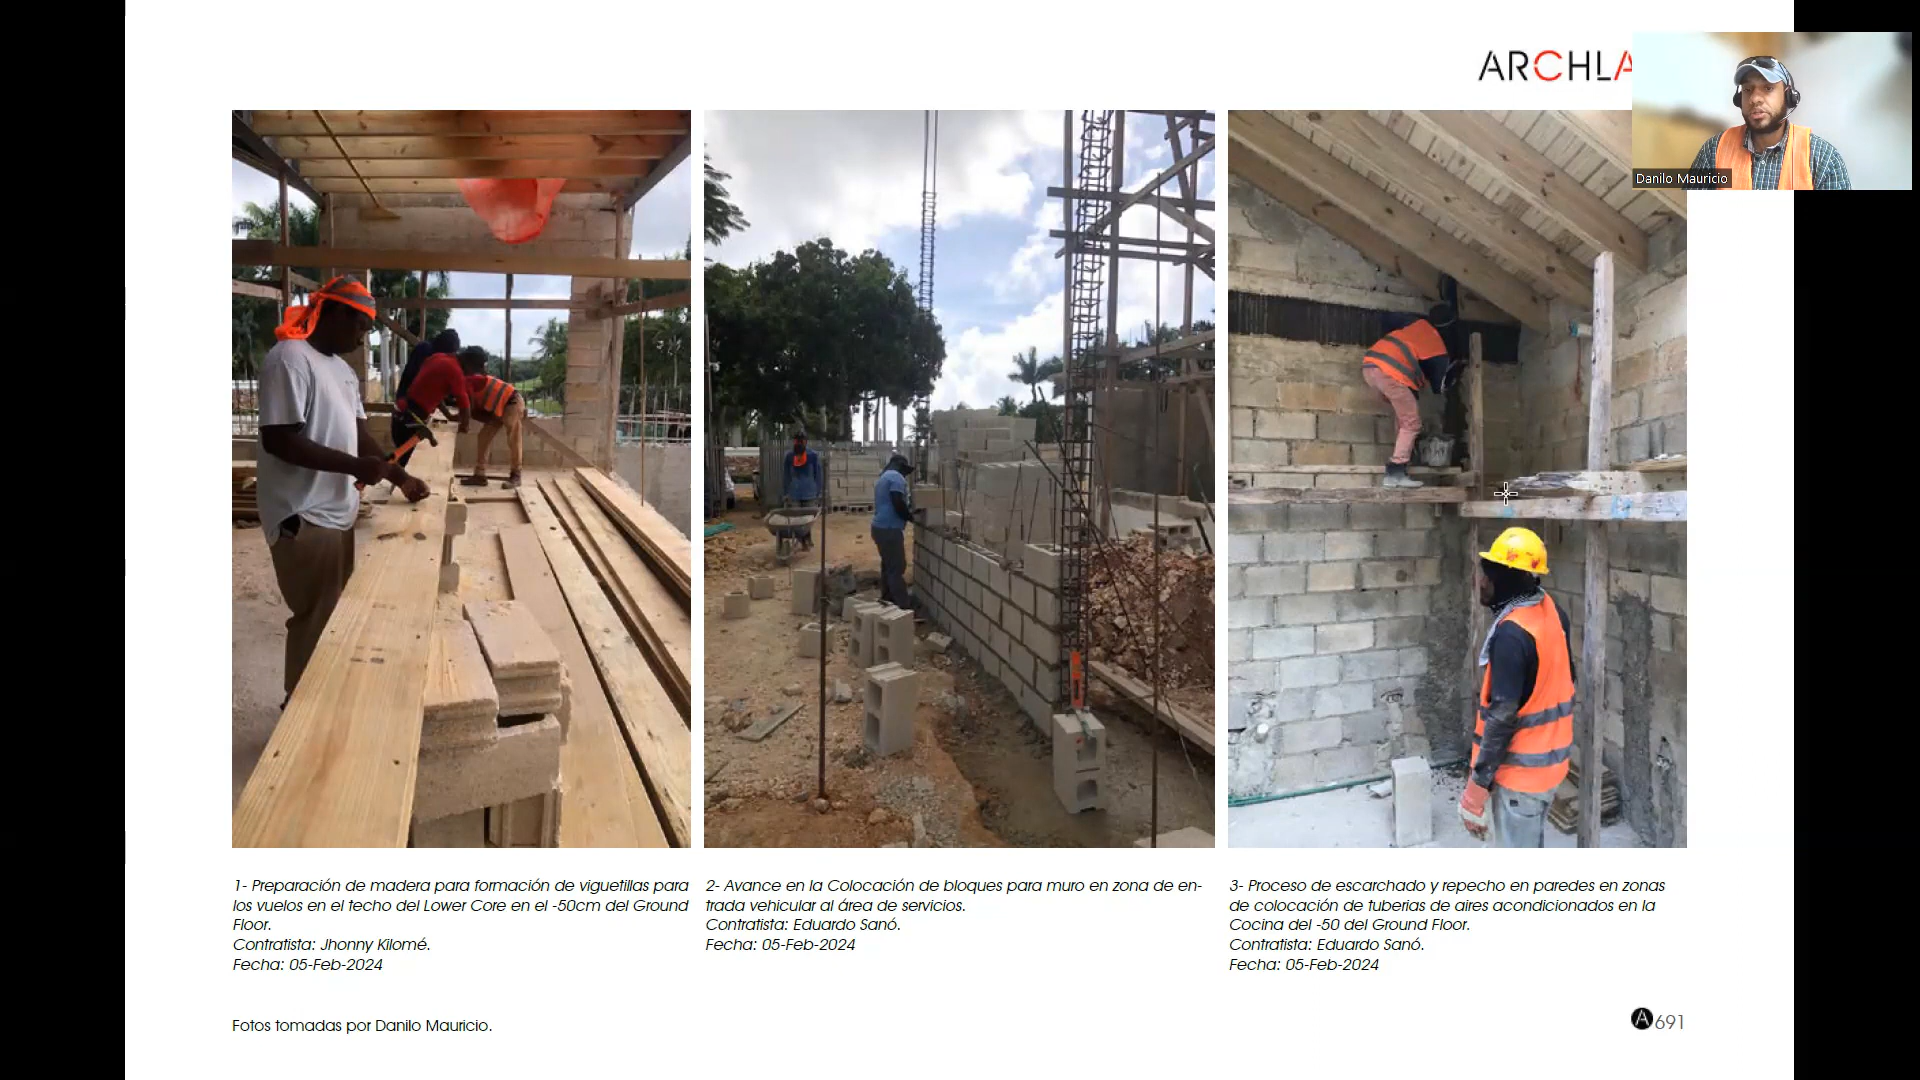 ARCHLA
Danilo Mauricio
1- Preparación de madera para formación de viguetillas para
los vuelos en el techo del Lower Core en el -50cm del Ground
Floor.
Contratista: Jhonny Kilomé.
Fecha: 05-Feb-2024
2- Avance en la Colocación de bloques para muro en zona de en-
trada vehicular al área de servicios.
Contratista: Eduardo Sanó.
Fecha: 05-Feb-2024
3- Proceso de escarchado y repecho en paredes en zonas
de colocación de tuberias de aires acondicionados en la
Cocina del -50 del Ground Floor.
Contratista: Eduardo Sanó.
Fecha: 05-Feb-2024
Fotos tomadas por Danilo Mauricio.
A 691